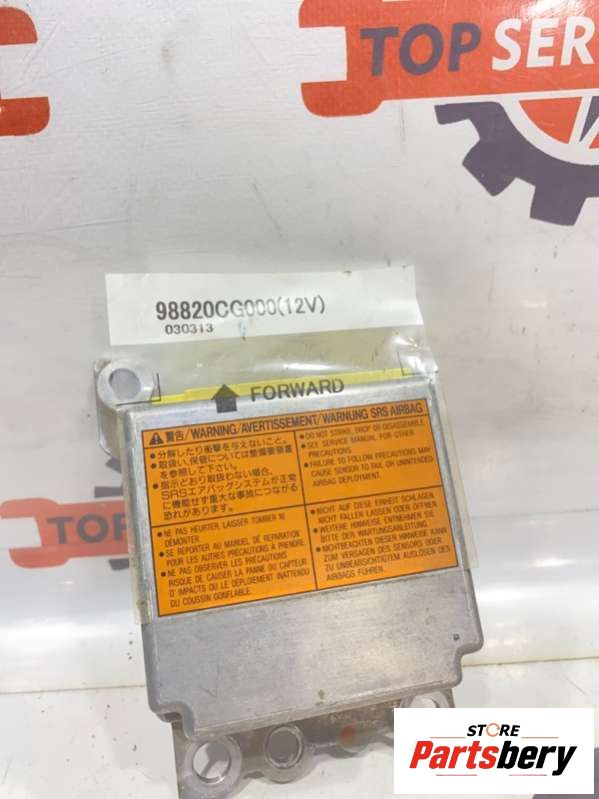 TOP SER
98820CG000(12V)
030313
FORWARD
警告/WARNING/AVERTISSEMENT/WARNUNG SRS AIRBAG
●分解したり衝撃を与えないこと。
●取扱い、保管については整備要領書
を参照して下さい。
●指示どおり取扱わない場合、
SRSエアバッグシステムが正常
に機能せず重大な事故につながる
恐れがあります。
●DO NOT STRIKE, DROP OR DISASSEMBLE.
●SEE SERVICE MANUAL FOR OTHER
PRECAUTIONS.
●FAILURE TO FOLLOW PRECAUTIONS MAY
CAUSE SENSOR TO FAIL OR UNINTENDED
AIRBAG DEPLOYMENT.
●NE PAS HEURTER, LAISSER TOMBER NI
DÉMONTER.
●SE REPORTER AU MANUEL DE RÉPARATION
POUR LES AUTRES PRÉCAUTIONS À PRENDRE.
●NE PAS OBSERVER LES PRÉCAUTIONS
RISQUE DE CAUSER LA PANNE DU CAPTEUR
D'IMPACTS OU LE DÉPLOIEMENT INATTENDU
DU COUSSIN GONFLABLE.
●NICHT AUF DIESE EINHEIT SCHLAGEN,
NICHT FALLEN LASSEN ODER ÖFFNEN.
●WEITERE HINWEISE ENTNEHMEN SIE
BITTE DER WARTUNGSANLEITUNG.
●NICHTBEACHTEN DIESER HINWEISE KANN
ZUM VERSAGEN DES SENSORS ODER
ZU UNBEABSICHTIGTEM AUSLÖSEN DES
AIRBAGS FÜHREN.
STORE
Partsbery